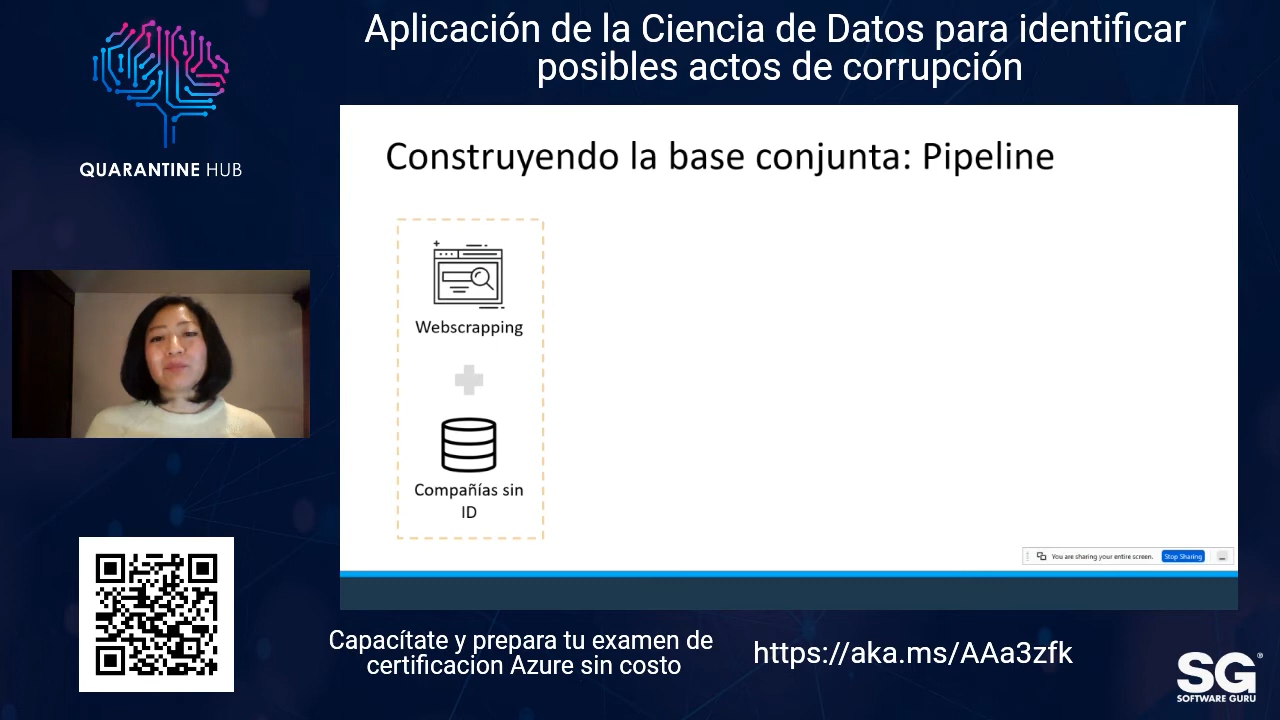 Aplicación de la Ciencia de Datos para identificar
posibles actos de corrupción
QUARANTINE HUB
Construyendo la base conjunta: Pipeline
Webscrapping
Compañías sin
ID
You are sharing your entire screen.
Stop Sharing
Capacítate y prepara tu examen de
certificacion Azure sin costo
https://aka.ms/AAa3zfk
SG®
SOFTWARE GURU